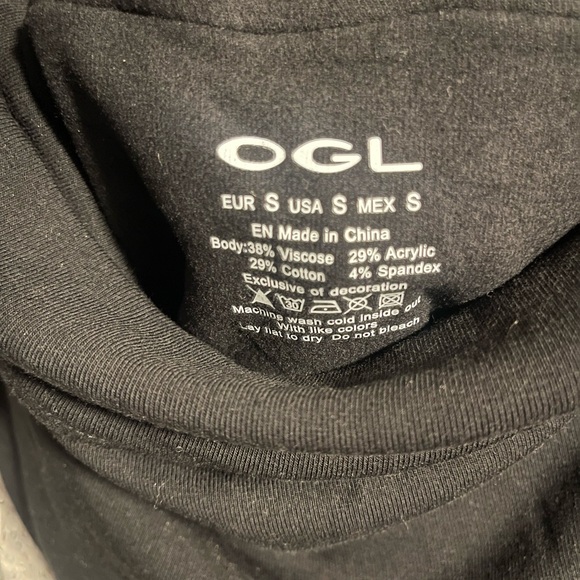 OGL
EUR S USA S MEX S
EN Made in China
Body:38% Viscose 29% Acrylic
29% Cotton 4% Spandex
Exclusive of decoration
30
Machine wash cold inside out
With like colors
Lay flat to dry Do not bleach